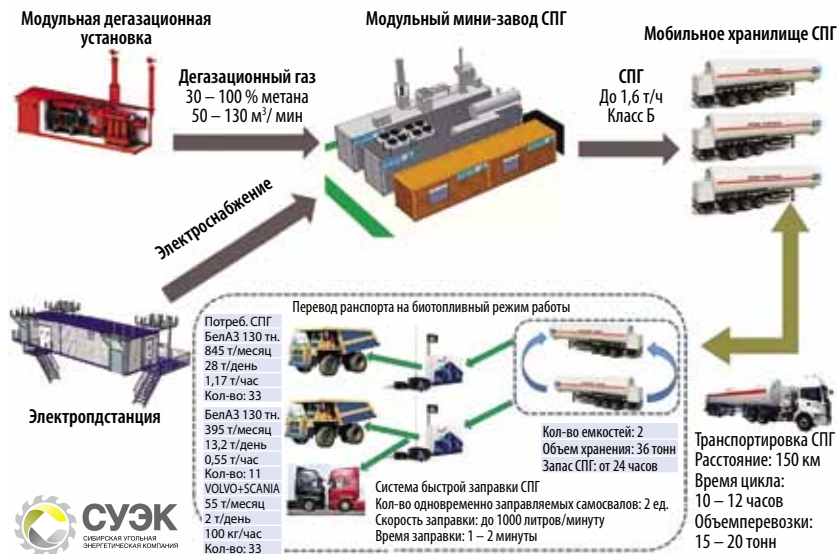 Модульная дегазационная
установка
Модульный мини-завод СПГ
Мобильное хранилище СПГ
Дегазационный газ
30 – 100 % метана
50 – 130 м³/ мин
СПГ
До 1,6 т/ч
Класс Б
Электроснабжение
Электропдстанция
Перевод ранспорта на биотопливный режим работы
Потреб. СПГ
БелАЗ 130 тн.
845 т/месяц
28 т/день
1,17 т/час
Кол-во: 33
БелАЗ 130 тн.
395 т/месяц
13,2 т/день
0,55 т/час
Кол-во: 11
VOLVO+SCANIA
55 т/месяц
2 т/день
100 кг/час
Кол-во: 33
Кол-во емкостей: 2
Объем хранения: 36 тонн
Запас СПГ: от 24 часов
Система быстрой заправки СПГ
Кол-во одновременно заправляемых самосвалов: 2 ед.
Скорость заправки: до 1000 литров/минуту
Время заправки: 1 – 2 минуты
Транспортировка СПГ
Расстояние: 150 км
Время цикла:
10 – 12 часов
Объемперевозки:
15 – 20 тонн
СУЭК
СИБИРСКАЯ УГОЛЬНАЯ
ЭНЕРГЕТИЧЕСКАЯ КОМПАНИЯ